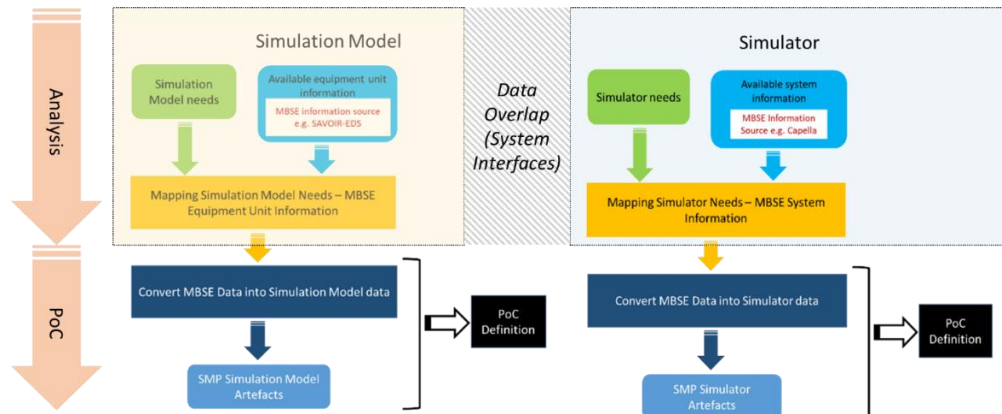 Analysis
PoC
Simulation Model
Simulation
Model needs
Available equipment unit
information
MBSE information source
e.g. SAVOIR-EDS
Mapping Simulation Model Needs – MBSE
Equipment Unit Information
Convert MBSE Data into Simulation Model data
SMP Simulation Model
Artefacts
PoC
Definition
Data
Overlap
(System
Interfaces)
Simulator
Simulator needs
Available system
information
MBSE Information
Source e.g. Capella
Mapping Simulator Needs – MBSE System
Information
Convert MBSE Data into Simulator data
SMP Simulator
Artefacts
PoC
Definition